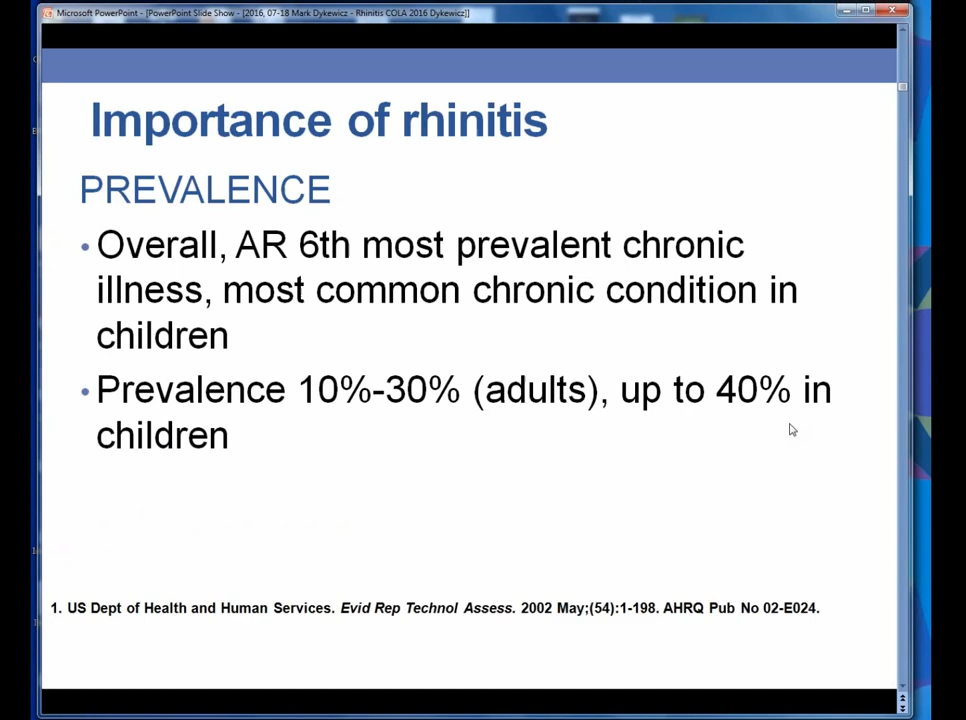 Microsoft PowerPoint - [PowerPoint Slide Show - [2016, 07-18 Mark Dykewicz - Rhinitis COLA 2016 Dykewicz]]
Importance of rhinitis
PREVALENCE
• Overall, AR 6th most prevalent chronic
illness, most common chronic condition in
children
• Prevalence 10%-30% (adults), up to 40% in
children
1. US Dept of Health and Human Services. Evid Rep Technol Assess. 2002 May;(54):1-198. AHRQ Pub No 02-E024.